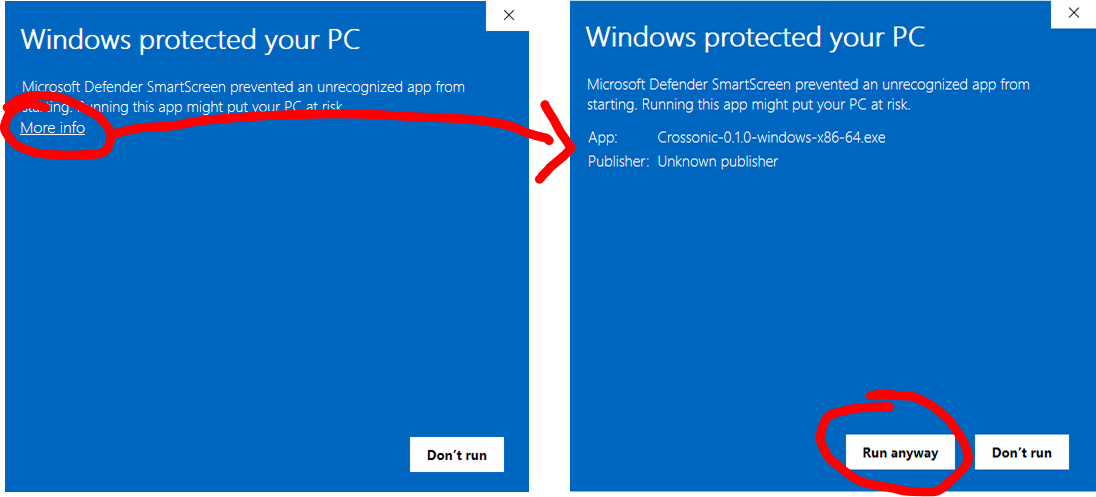 Windows protected your PC
Microsoft Defender SmartScreen prevented an unrecognized app from
starting. Running this app might put your PC at risk.
More info
Don't run
Windows protected your PC
Microsoft Defender SmartScreen prevented an unrecognized app from
starting. Running this app might put your PC at risk.
App: Crossonic-0.1.0-windows-x86-64.exe
Publisher: Unknown publisher
Run anyway Don't run